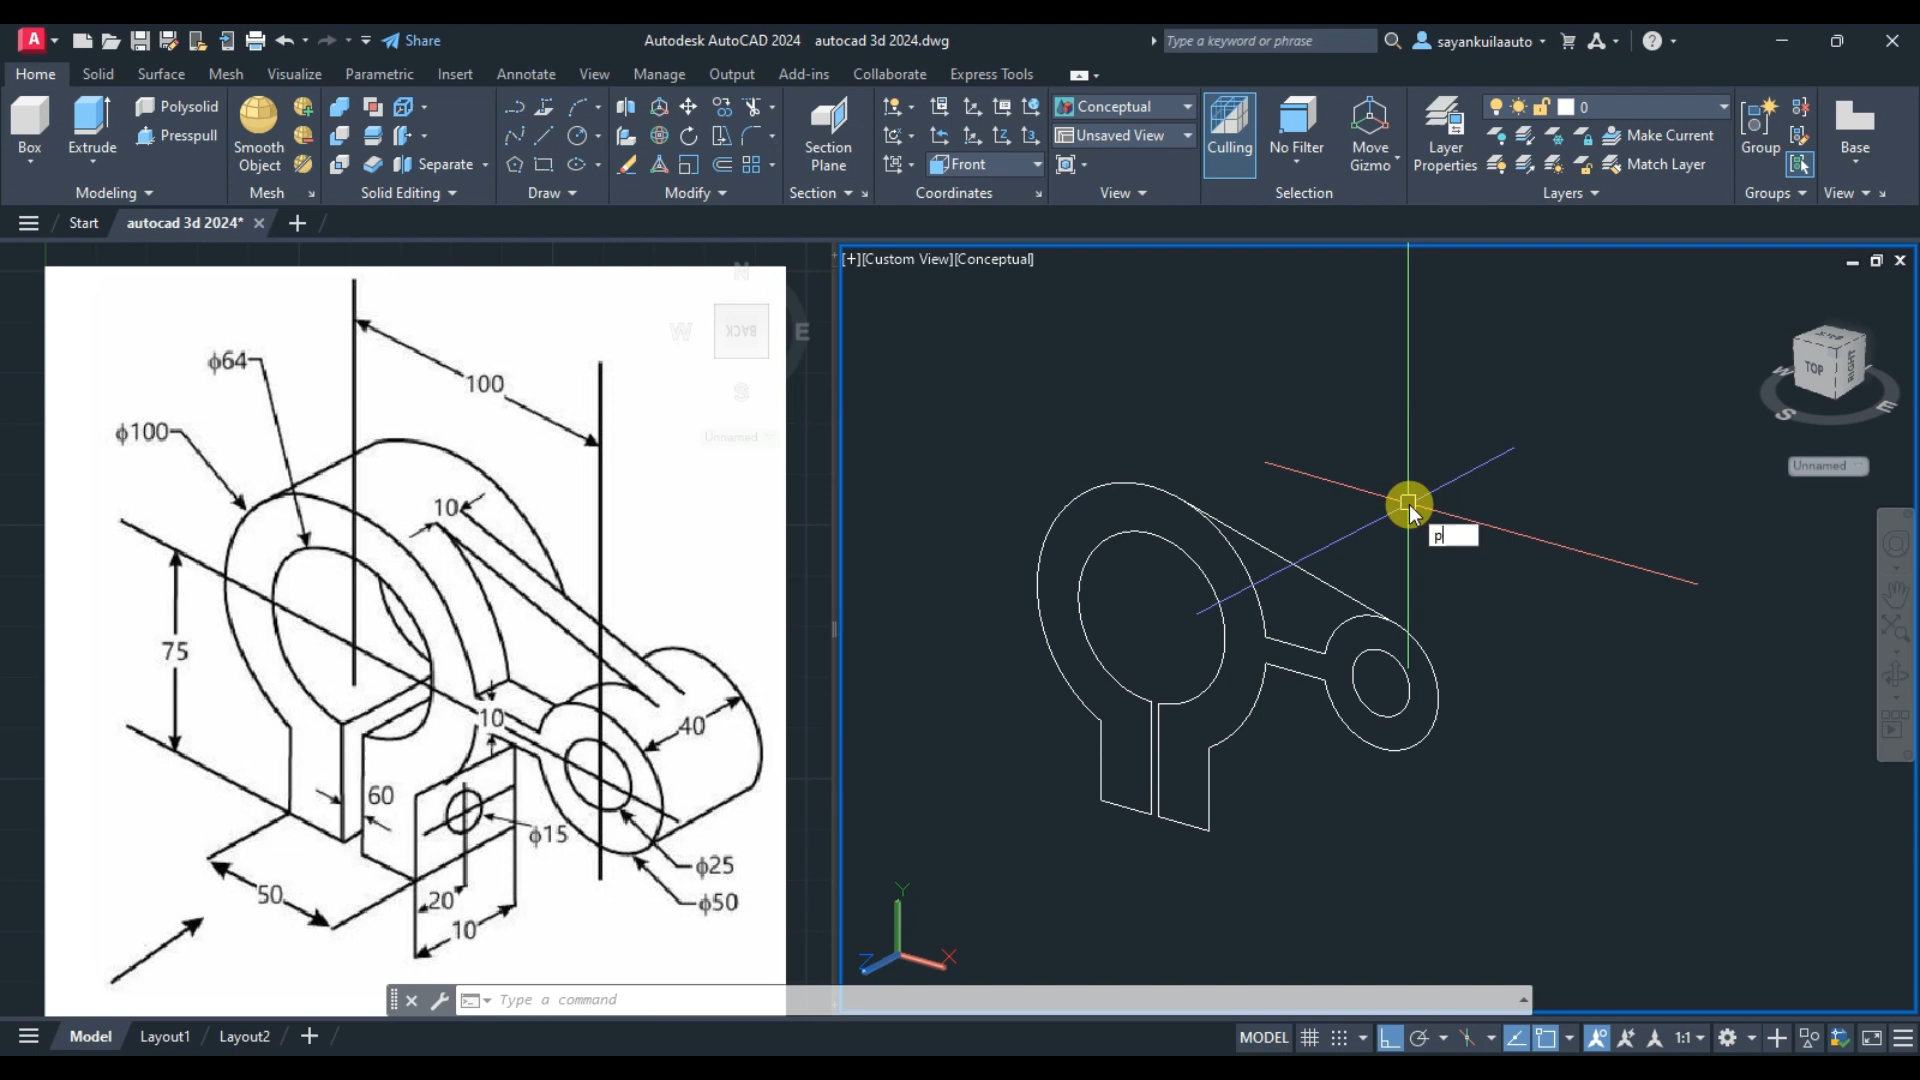 A Share Autodesk AutoCAD 2024 autocad 3d 2024.dwg Type a keyword or phrase sayankuilaauto
Home Solid Surface Mesh Visualize Parametric Insert Annotate View Manage Output Add-ins Collaborate Express Tools
Box Extrude Polysolid Presspull
Modeling
Smooth Object
Mesh
Separate
Solid Editing
Draw
Modify
Section Plane
Section
Front
Coordinates
Conceptual
Unsaved View
View
Culling No Filter Move Gizmo
Selection
Layer Properties
0
Make Current
Match Layer
Layers
Group
Groups
Base
View
Start autocad 3d 2024*
[+][Custom View][Conceptual]
N
W BACK E
S
Unnamed
ϕ64
100
ϕ100
10
75
10
40
60
ϕ15
ϕ25
50
20
ϕ50
10
p
BACK
W TOP RIGHT
S E
Unnamed
Y
Z X
Type a command
Model Layout1 Layout2
MODEL 1:1